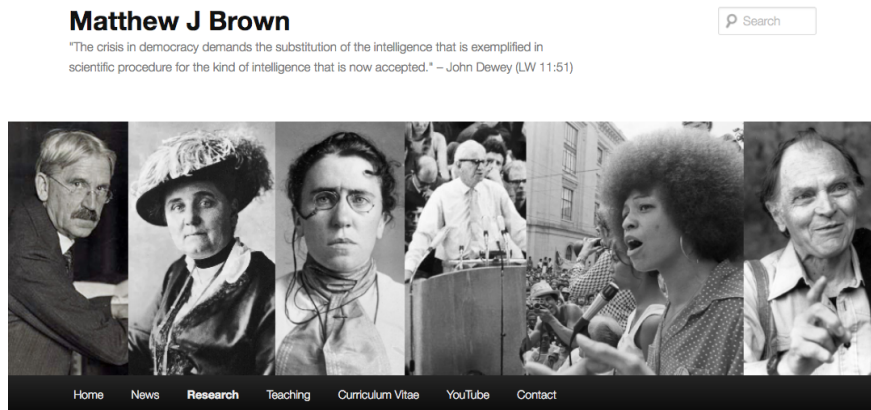 Matthew J Brown
Search
"The crisis in democracy demands the substitution of the intelligence that is exemplified in
scientific procedure for the kind of intelligence that is now accepted." – John Dewey (LW 11:51)
Home News Research Teaching Curriculum Vitae YouTube Contact